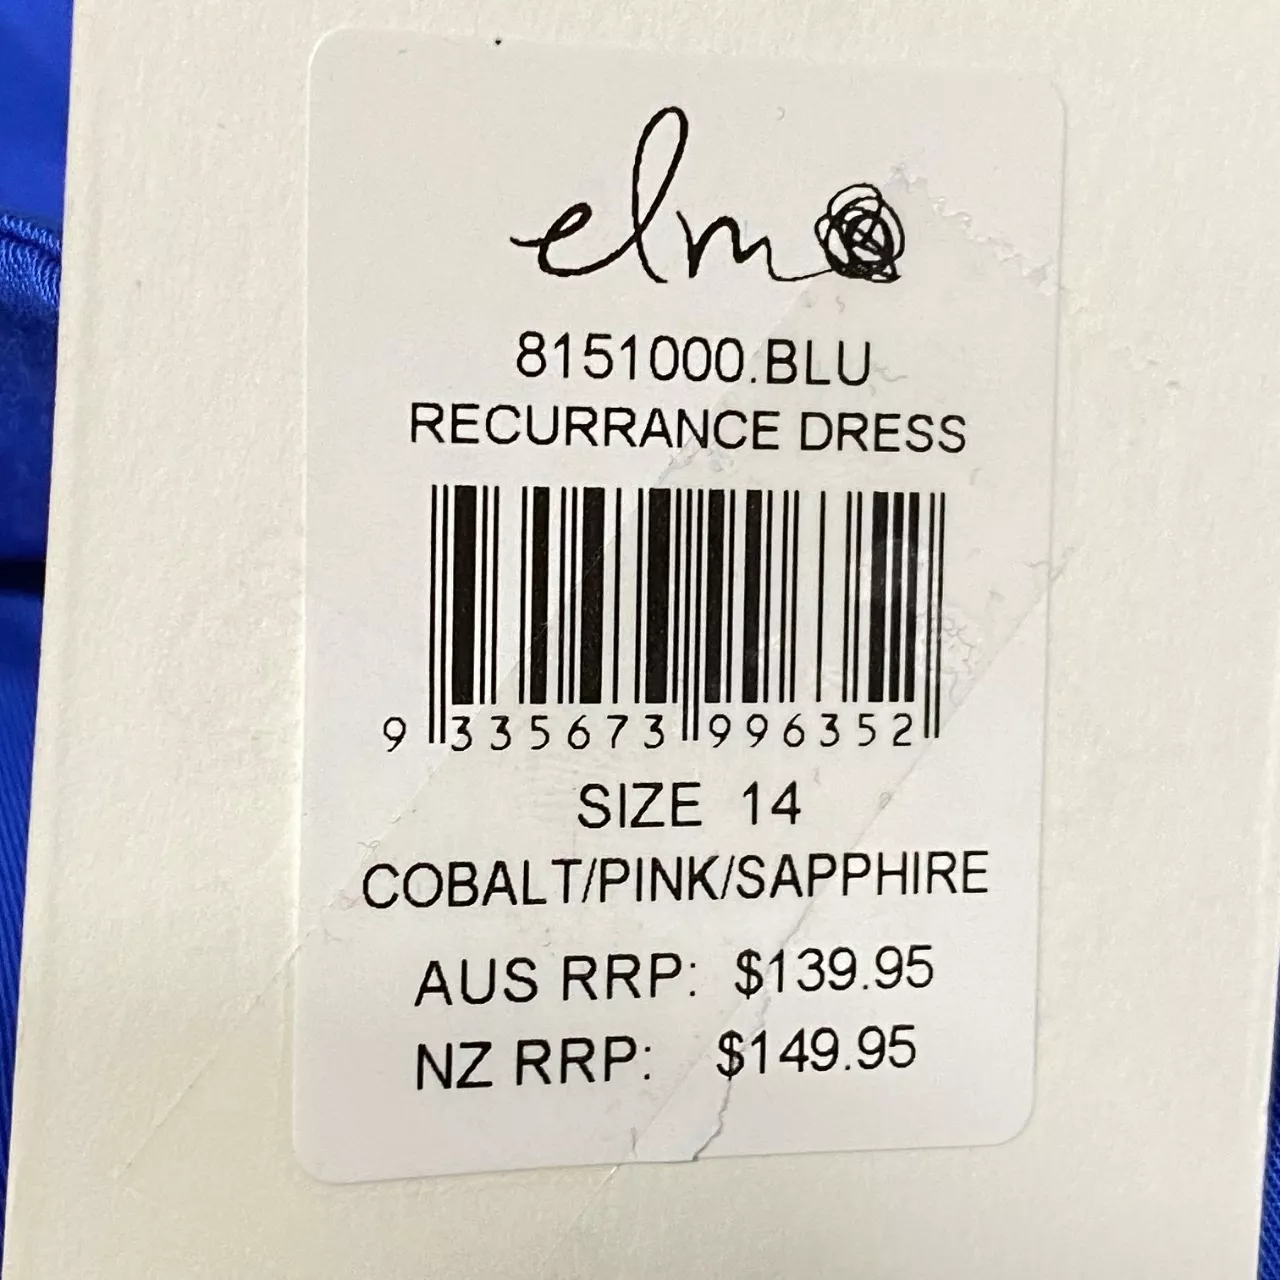 elm
8151000.BLU
RECURRANCE DRESS
9 335673 996352
SIZE 14
COBALT/PINK/SAPPHIRE
AUS RRP: $139.95
NZ RRP: $149.95